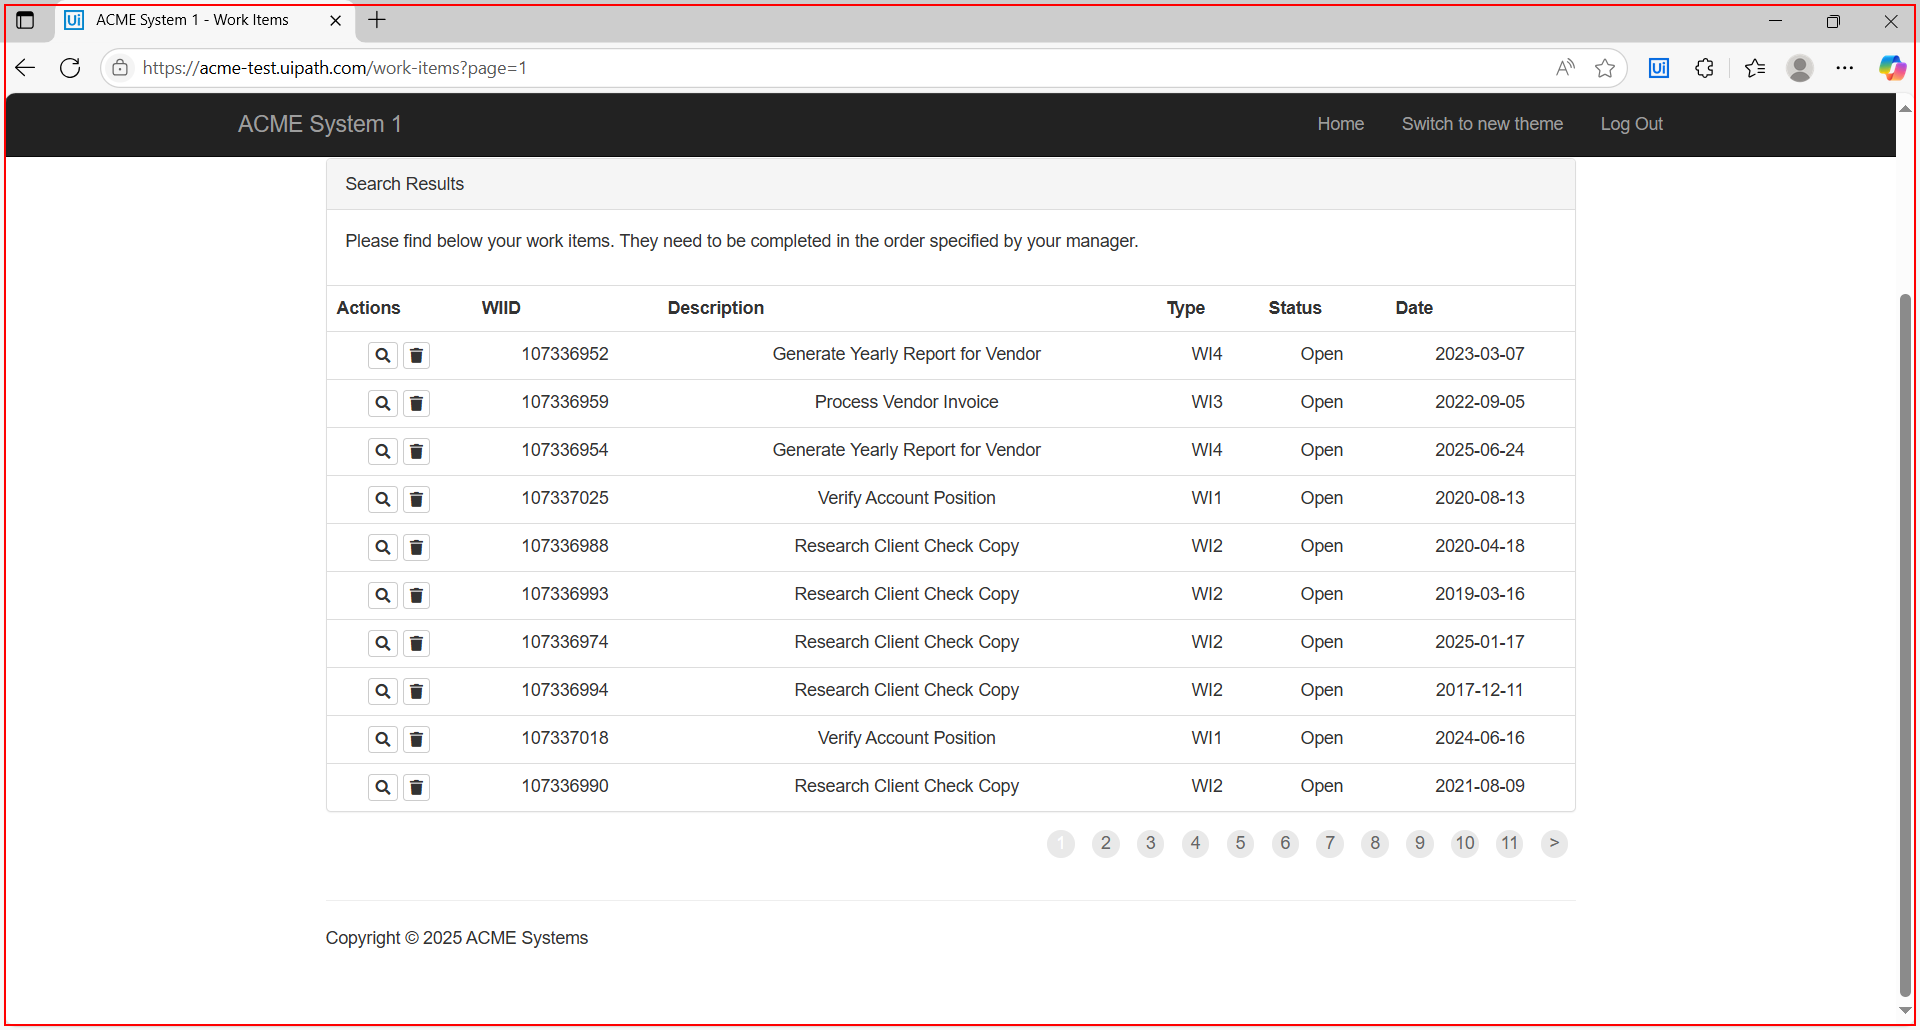 ACME System 1 - Work Items
https://acme-test.uipath.com/work-items?page=1
ACME System 1 Home Switch to new theme Log Out
Search Results
Please find below your work items. They need to be completed in the order specified by your manager.
Actions WIID Description Type Status Date
107336952 Generate Yearly Report for Vendor WI4 Open 2023-03-07
107336959 Process Vendor Invoice WI3 Open 2022-09-05
107336954 Generate Yearly Report for Vendor WI4 Open 2025-06-24
107337025 Verify Account Position WI1 Open 2020-08-13
107336988 Research Client Check Copy WI2 Open 2020-04-18
107336993 Research Client Check Copy WI2 Open 2019-03-16
107336974 Research Client Check Copy WI2 Open 2025-01-17
107336994 Research Client Check Copy WI2 Open 2017-12-11
107337018 Verify Account Position WI1 Open 2024-06-16
107336990 Research Client Check Copy WI2 Open 2021-08-09
1 2 3 4 5 6 7 8 9 10 11 >
Copyright © 2025 ACME Systems